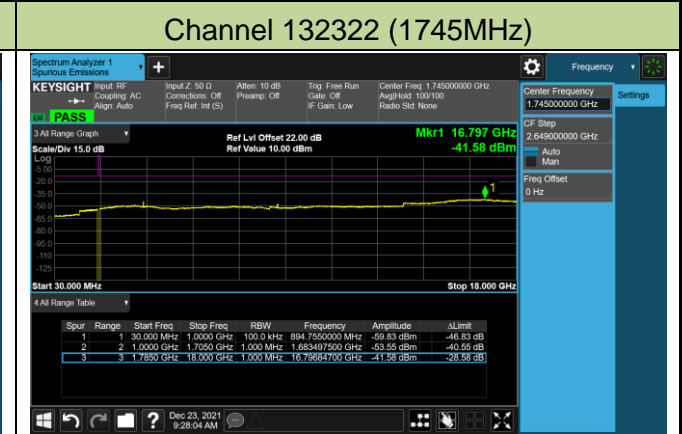 Channel 132322 (1745MHz)
Spectrum Analyzer 1
Spurious Emissions
Frequency
KEYSIGHT
Input: RF
Coupling: AC
Align: Auto
Input Z: 50 Ω
Corrections: Off
Freq Ref: Int (S)
Atten: 10 dB
Preamp: Off
Trig: Free Run
Gate: Off
IF Gain: Low
Center Freq: 1.745000000 GHz
Avg|Hold: 100/100
Radio Std: None
PASS
Center Frequency
1.745000000 GHz
Settings
CF Step
2.649000000 GHz
Auto
Man
Freq Offset
0 Hz
3 All Range Graph
Scale/Div 15.0 dB
Ref Lvl Offset 22.00 dB
Ref Value 10.00 dBm
Mkr1 16.797 GHz
-41.58 dBm
Log
-5.00
-20.0
-35.0
-50.0
-65.0
-80.0
-95.0
-110
-125
1
Start 30.000 MHz
Stop 18.000 GHz
4 All Range Table
Spur Range Start Freq Stop Freq RBW Frequency Amplitude ΔLimit
1 1 30.000 MHz 1.0000 GHz 100.0 kHz 894.7550000 MHz -59.83 dBm -46.83 dB
2 2 1.0000 GHz 1.7050 GHz 1.000 MHz 1.683497500 GHz -53.55 dBm -40.55 dB
3 3 1.7850 GHz 18.000 GHz 1.000 MHz 16.79684700 GHz -41.58 dBm -28.58 dB
?
Dec 23, 2021
9:28:04 AM